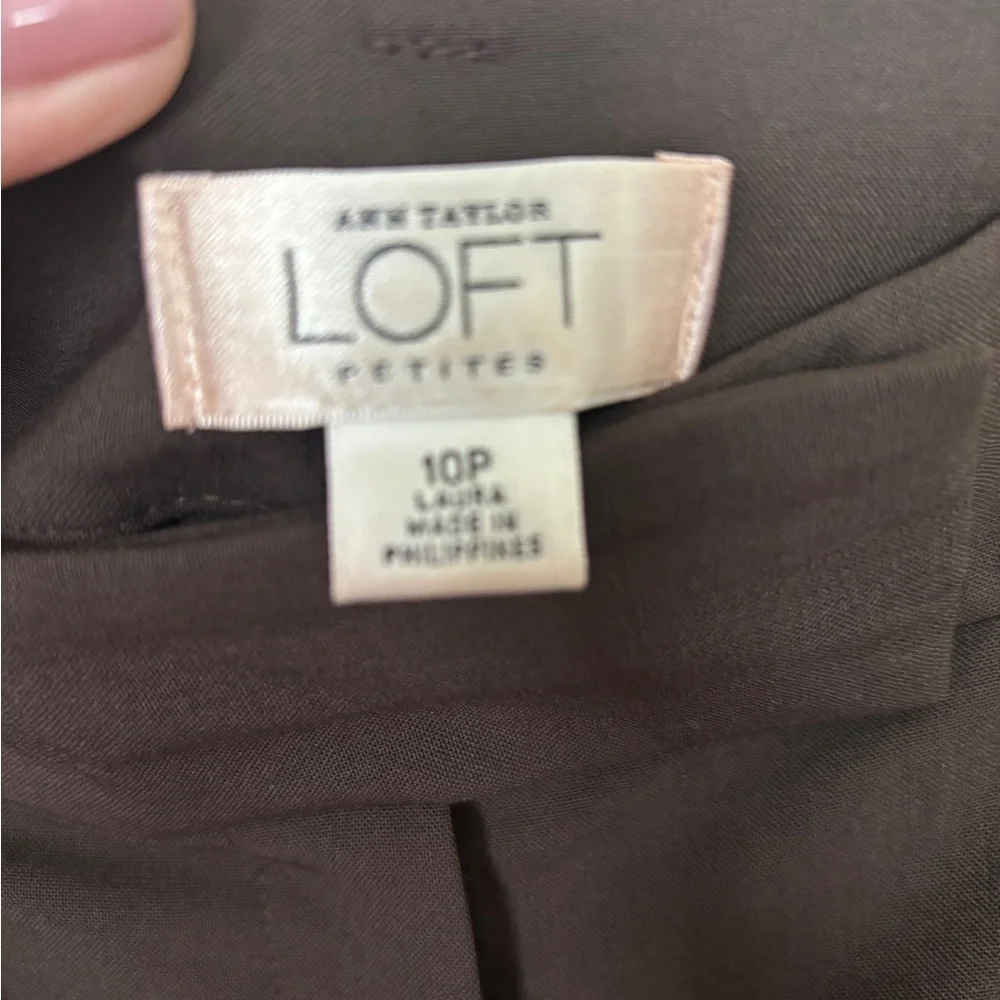 ANN TAYLOR
LOFT
PETITES
10P
LAURA
MADE IN
PHILIPPINES